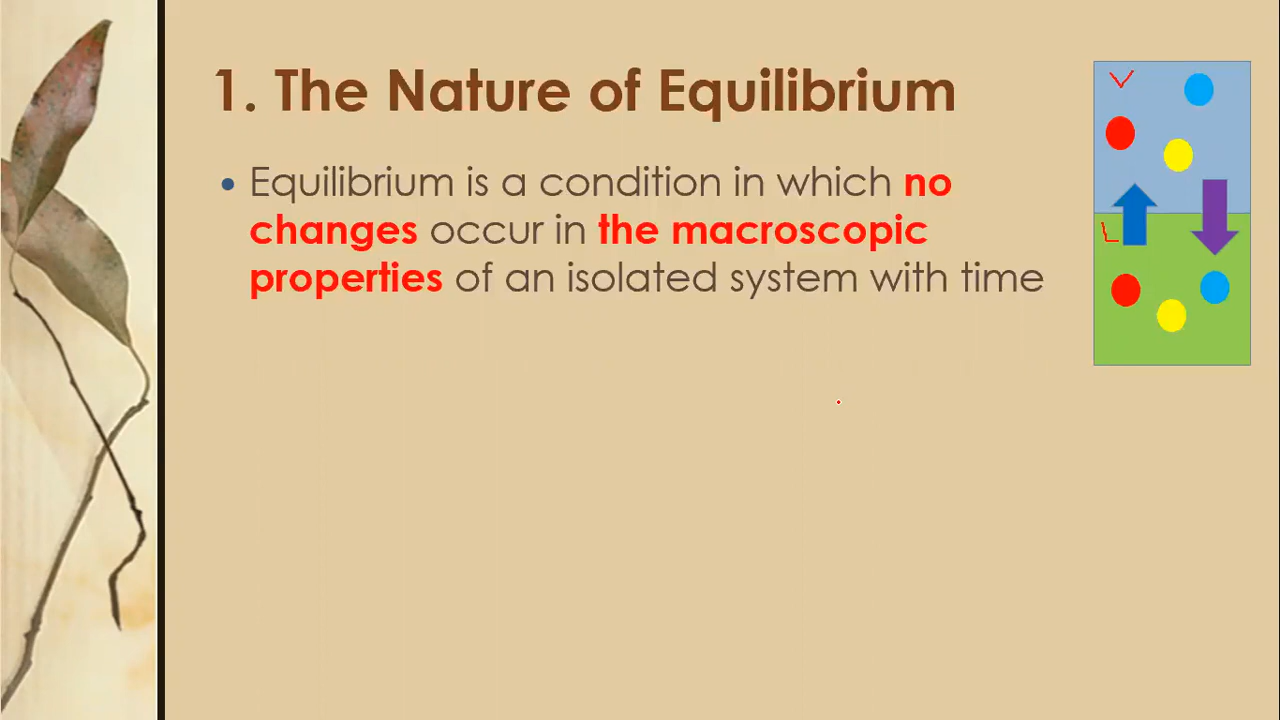 1. The Nature of Equilibrium
• Equilibrium is a condition in which no
changes occur in the macroscopic
properties of an isolated system with time
V
L